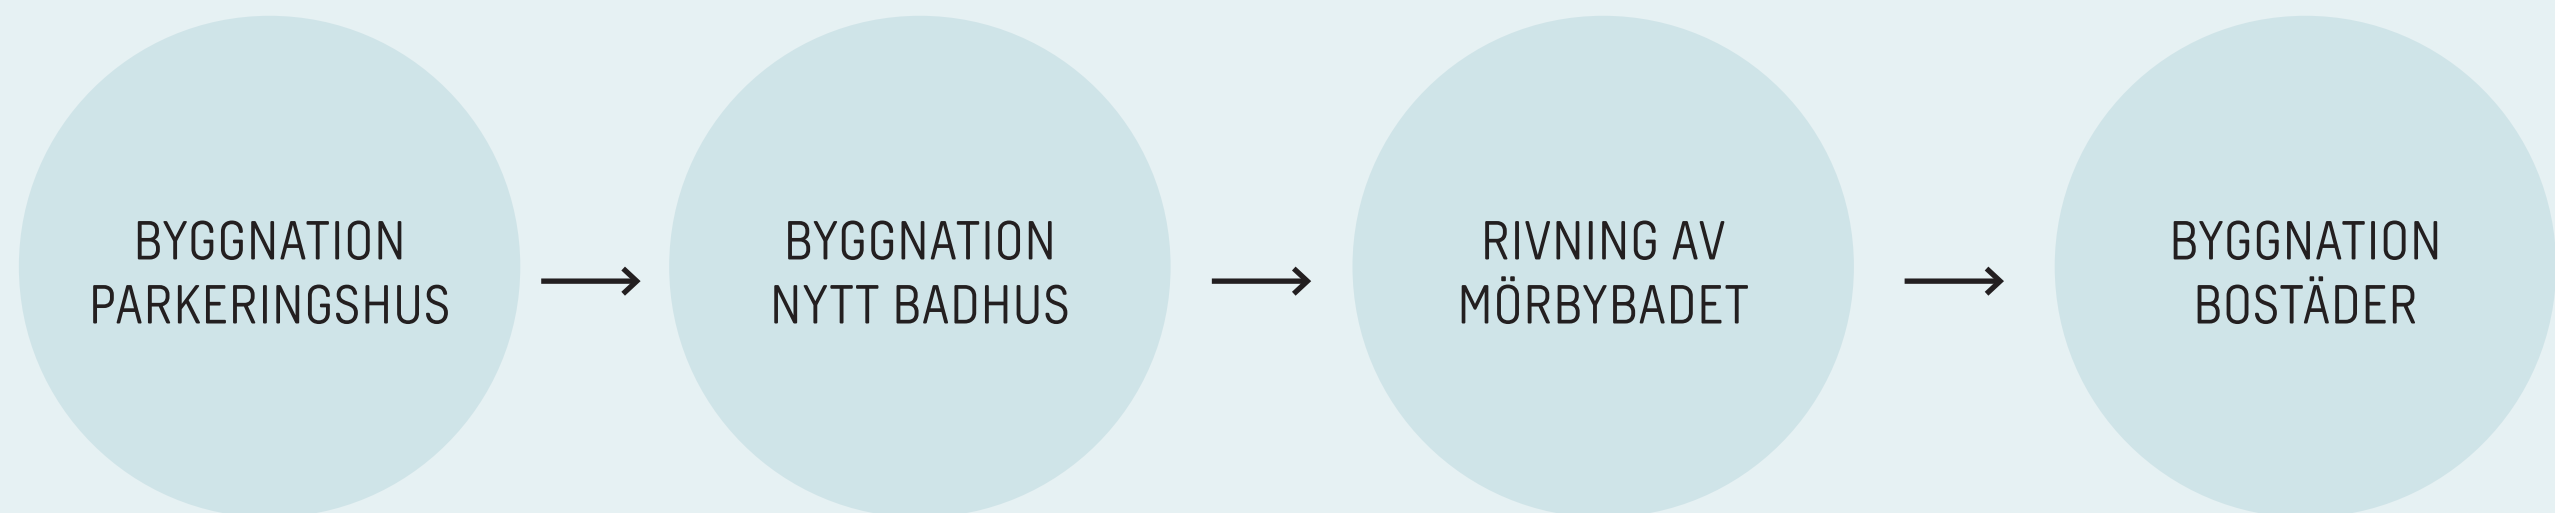 BYGGNATION
PARKERINGSHUS
BYGGNATION
NYTT BADHUS
RIVNING AV
MÖRBYBADET
BYGGNATION
BOSTÄDER